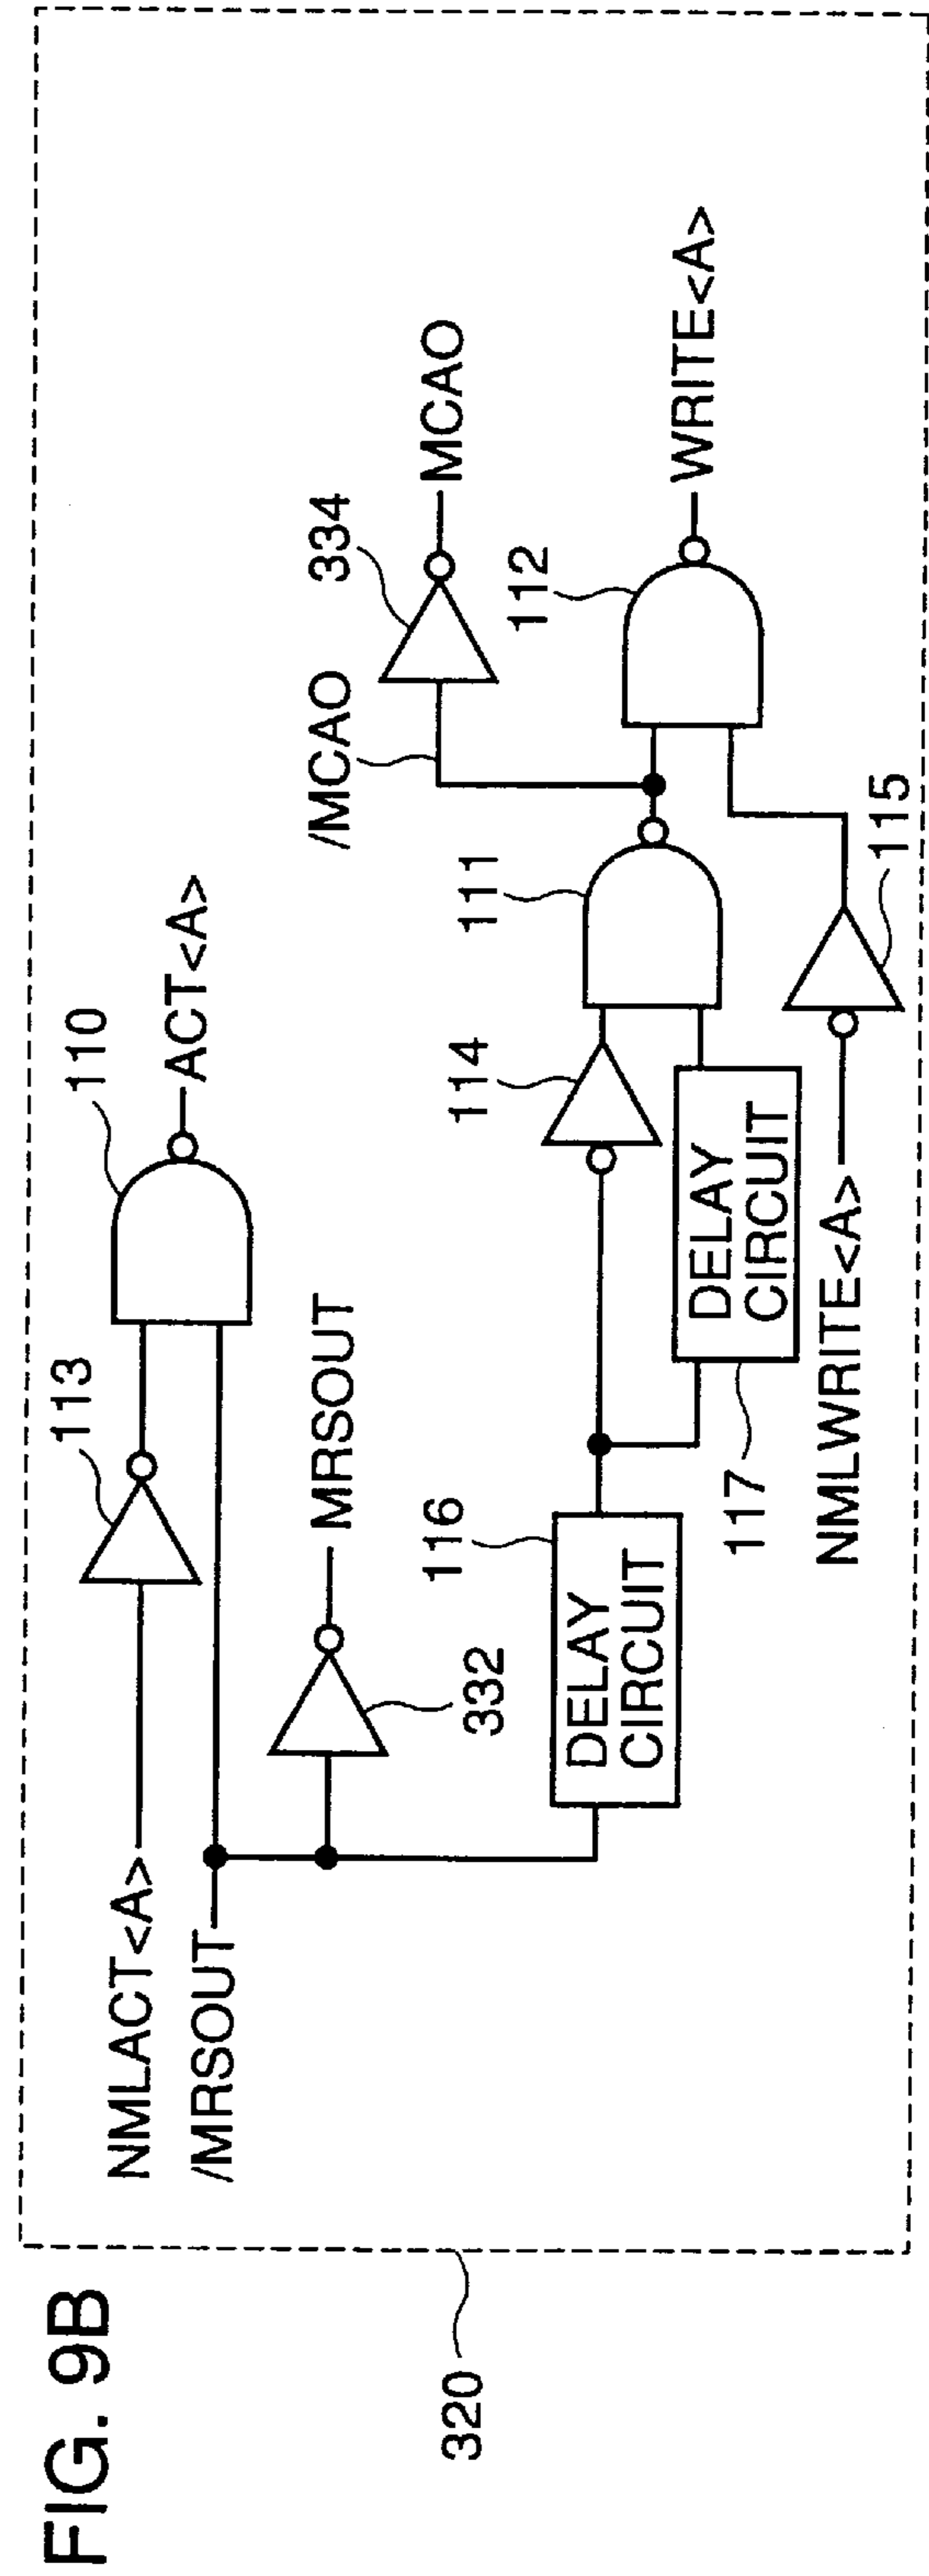 FIG. 9B
320
NMLACT<A>
113
110
ACT<A>
/MRSOUT
MRSOUT
332
/MCAO
334
MCAO
116
DELAY
CIRCUIT
114
111
112
WRITE<A>
117
DELAY
CIRCUIT
NMLWRITE<A>
115